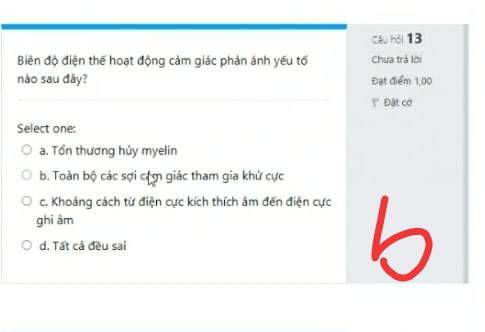 Câu hỏi 13
Chưa trả lời
Đạt điểm 1,00
Đặt cờ
Biên độ điện thế hoạt động cảm giác phản ánh yếu tố
nào sau đây?
Select one:
a. Tổn thương hủy myelin
b. Toàn bộ các sợi cảm giác tham gia khử cực
c. Khoảng cách từ điện cực kích thích âm đến điện cực
ghi âm
d. Tất cả đều sai
b